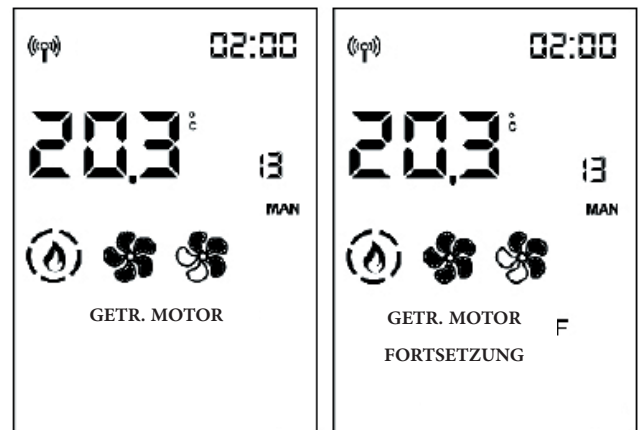 02:00
20.3 °C
13
MAN
GETR. MOTOR
02:00
20.3 °C
13
MAN
GETR. MOTOR
F
FORTSETZUNG